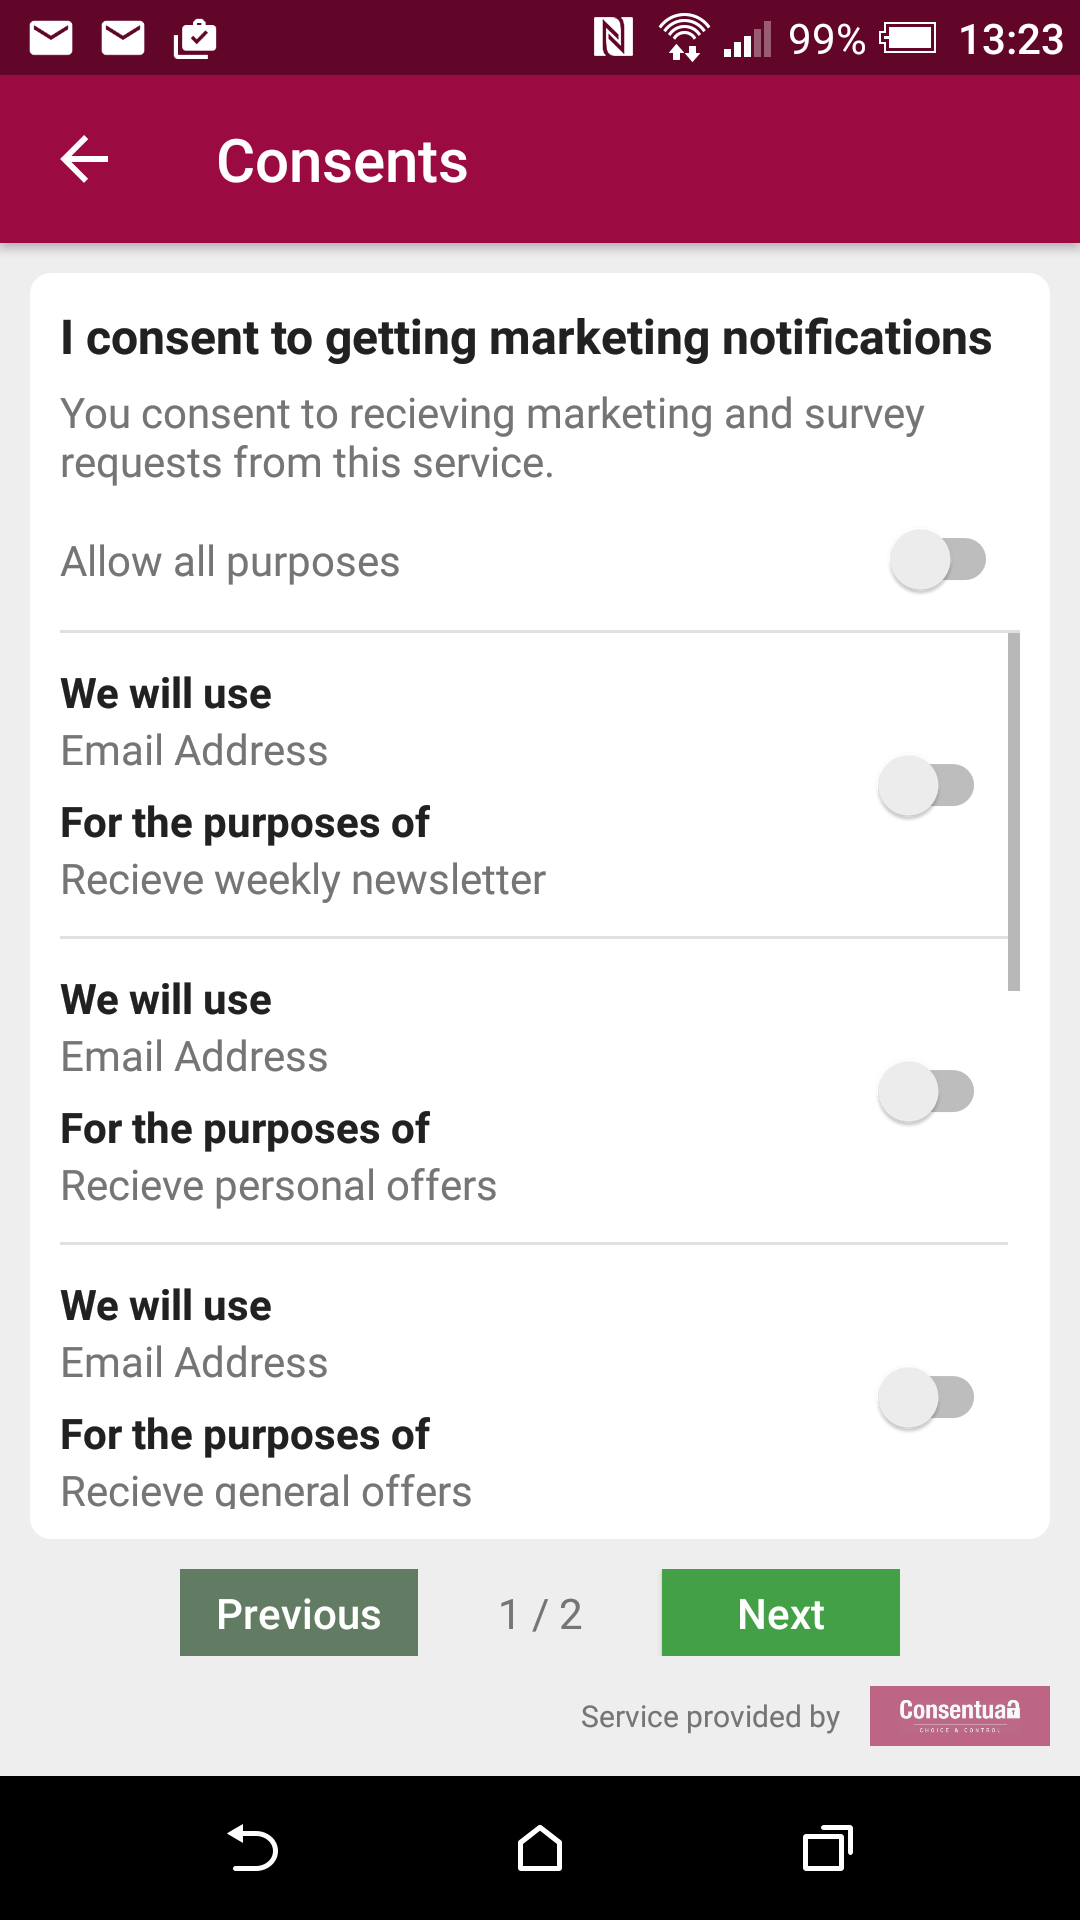 99% 13:23
Consents
I consent to getting marketing notifications
You consent to recieving marketing and survey
requests from this service.
Allow all purposes
We will use
Email Address
For the purposes of
Recieve weekly newsletter
We will use
Email Address
For the purposes of
Recieve personal offers
We will use
Email Address
For the purposes of
Recieve general offers
Previous 1 / 2 Next
Service provided by Consentua
CHOICE & CONTROL